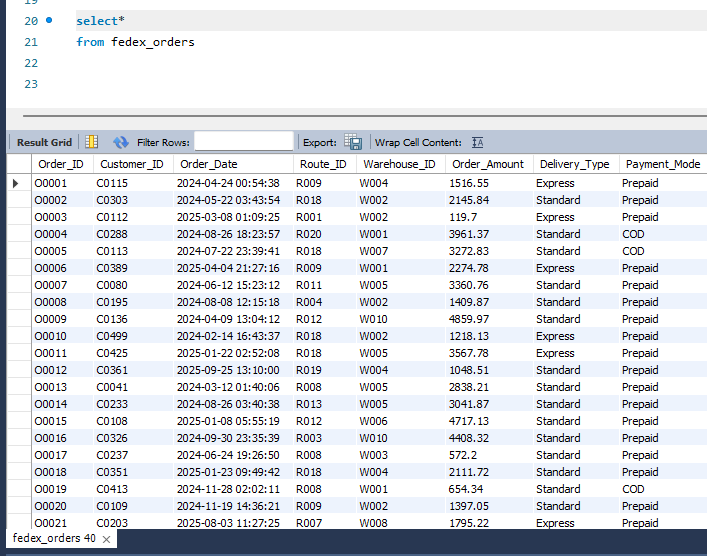 19
20 select*
21 from fedex_orders
22
23
Result Grid Filter Rows: Export: Wrap Cell Content:
Order_ID Customer_ID Order_Date Route_ID Warehouse_ID Order_Amount Delivery_Type Payment_Mode
O0001 C0115 2024-04-24 00:54:38 R009 W004 1516.55 Express Prepaid
O0002 C0303 2024-05-22 03:43:54 R018 W002 2145.84 Standard Prepaid
O0003 C0112 2025-03-08 01:09:25 R001 W002 119.7 Express Prepaid
O0004 C0288 2024-08-26 18:23:57 R020 W001 3961.37 Standard COD
O0005 C0113 2024-07-22 23:39:41 R018 W007 3272.83 Standard COD
O0006 C0389 2025-04-04 21:27:16 R009 W001 2274.78 Express Prepaid
O0007 C0080 2024-06-12 15:23:12 R011 W005 3360.76 Standard Prepaid
O0008 C0195 2024-08-08 12:15:18 R004 W002 1409.87 Standard Prepaid
O0009 C0136 2024-04-09 13:04:12 R012 W010 4859.97 Standard Prepaid
O0010 C0499 2024-02-14 16:43:37 R018 W002 1218.13 Express Prepaid
O0011 C0425 2025-01-22 02:52:08 R018 W005 3567.78 Express Prepaid
O0012 C0361 2025-09-25 13:10:00 R019 W004 1048.51 Standard Prepaid
O0013 C0041 2024-03-12 01:40:06 R008 W005 2838.21 Standard Prepaid
O0014 C0233 2024-08-26 03:40:38 R013 W005 3041.87 Standard Prepaid
O0015 C0108 2025-01-08 05:55:19 R012 W006 4717.13 Standard Prepaid
O0016 C0326 2024-09-30 23:35:39 R003 W010 4408.32 Standard Prepaid
O0017 C0237 2024-06-24 19:26:50 R008 W003 572.2 Standard Prepaid
O0018 C0351 2025-01-23 09:49:42 R018 W004 2111.72 Standard Prepaid
O0019 C0413 2024-11-28 02:02:11 R008 W001 654.34 Standard COD
O0020 C0109 2024-11-19 14:36:21 R009 W002 1397.05 Standard Prepaid
O0021 C0203 2025-08-03 11:27:25 R007 W008 1795.22 Express Prepaid
fedex_orders 40